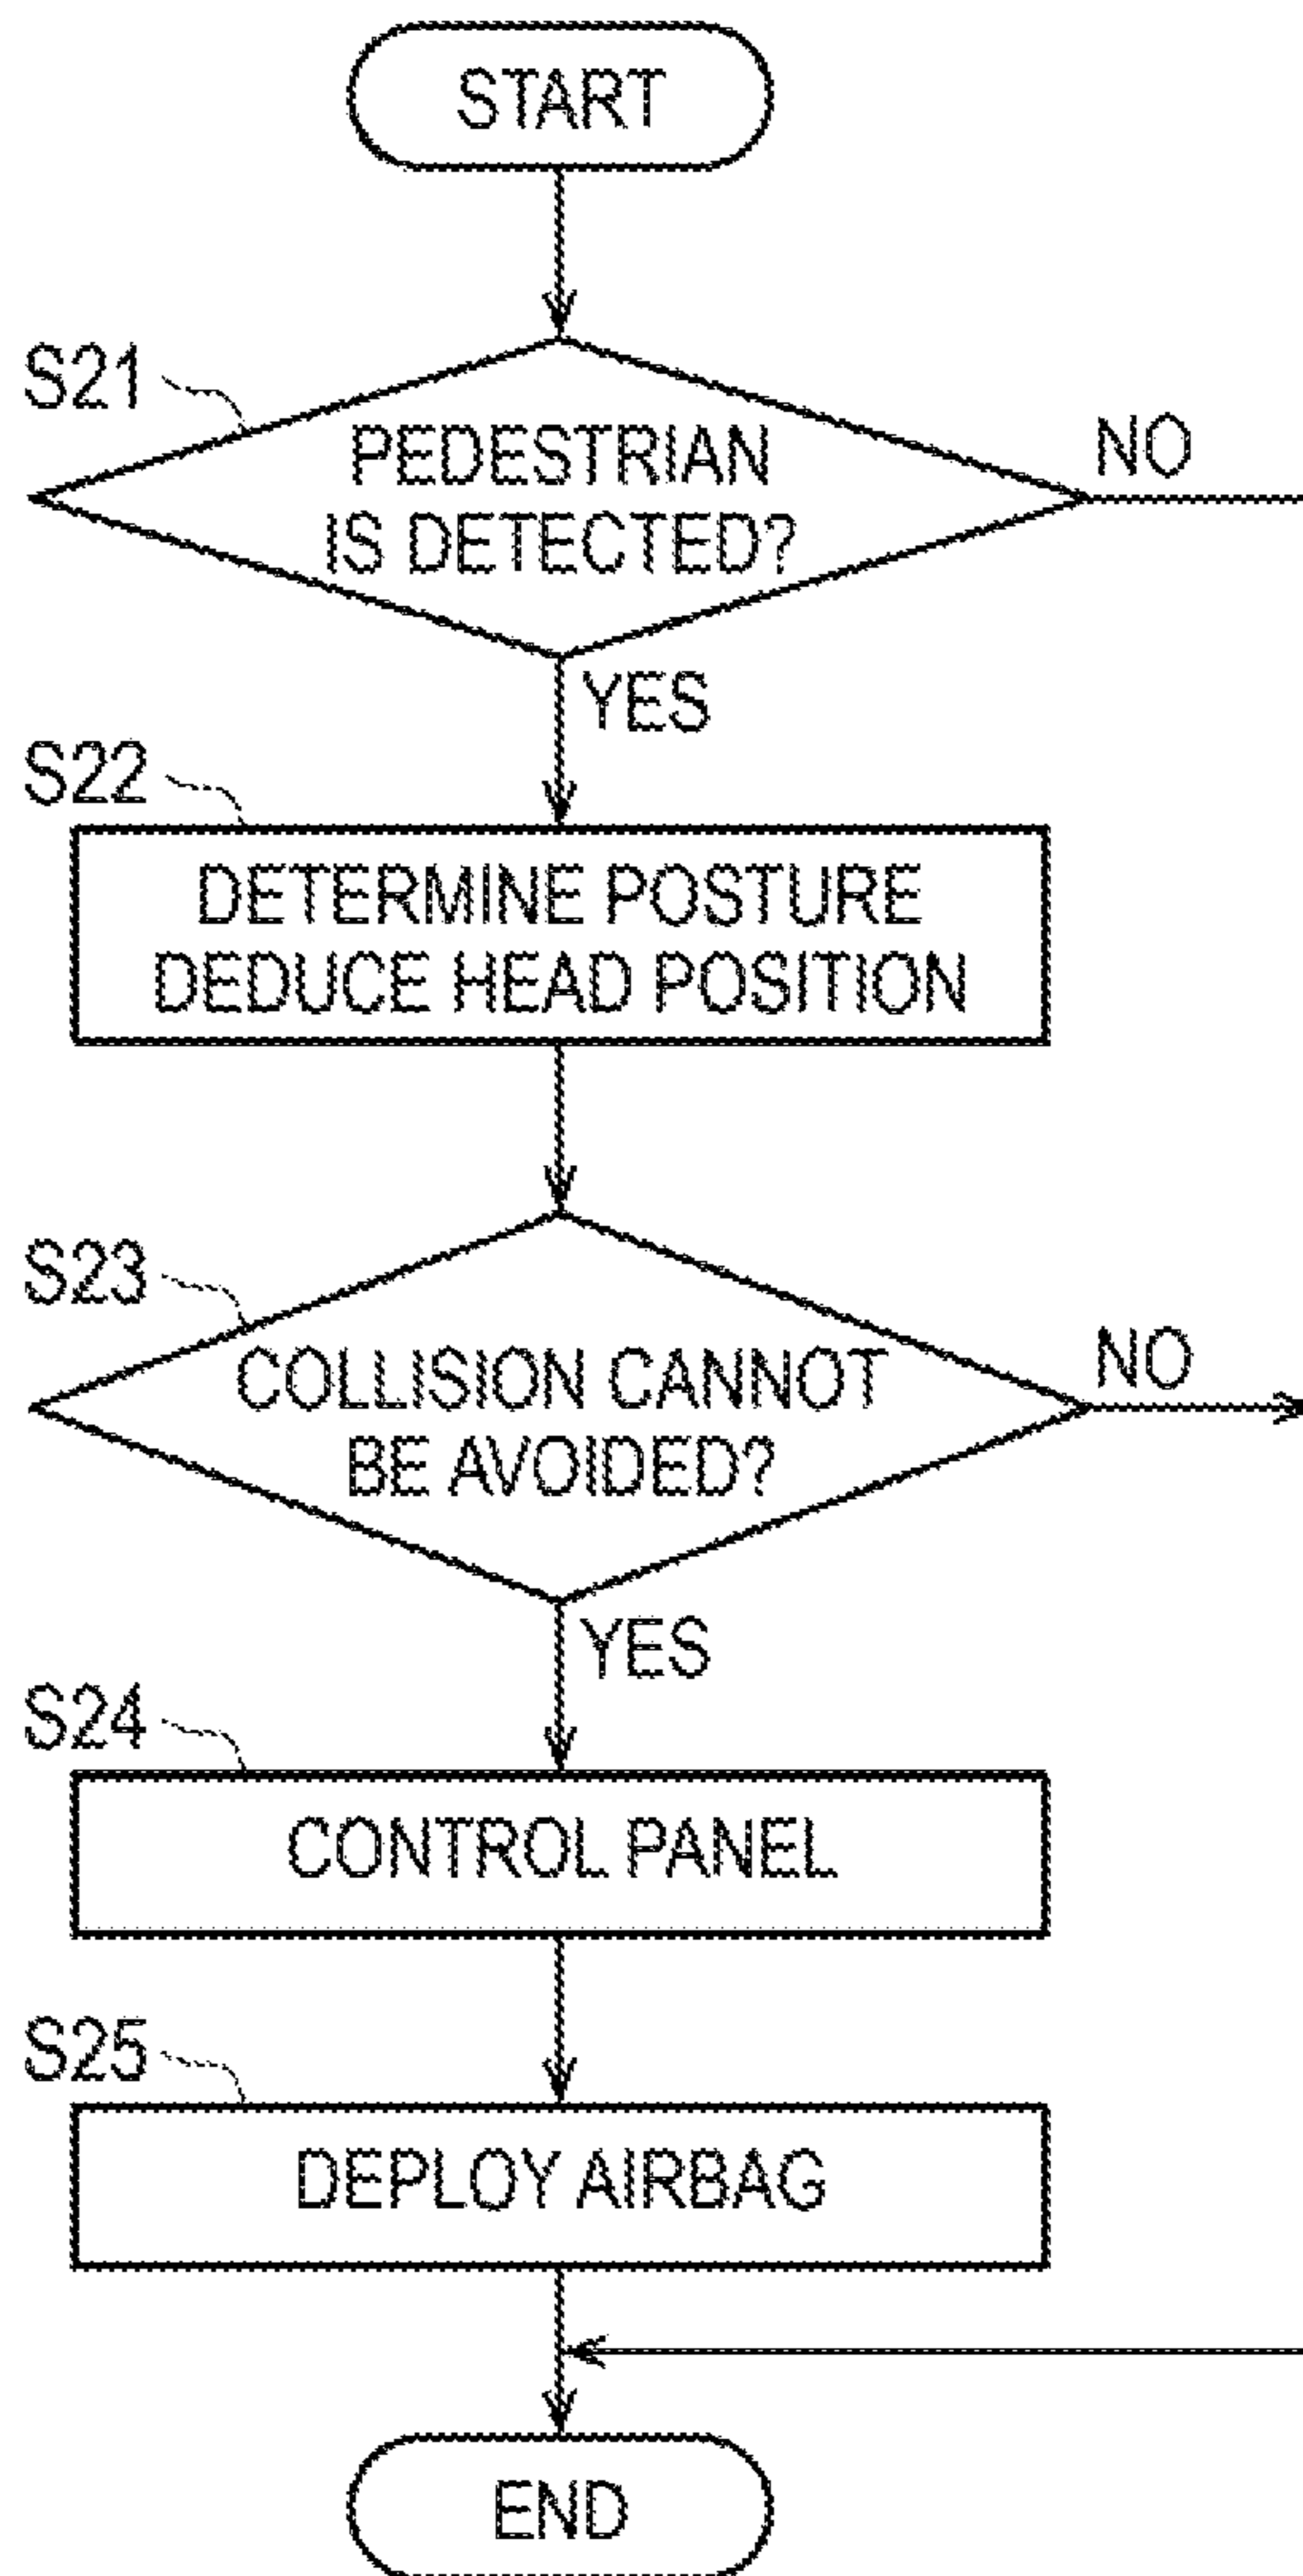 START
S21
PEDESTRIAN
IS DETECTED?
NO
YES
S22
DETERMINE POSTURE
DEDUCE HEAD POSITION
S23
COLLISION CANNOT
BE AVOIDED?
NO
YES
S24
CONTROL PANEL
S25
DEPLOY AIRBAG
END